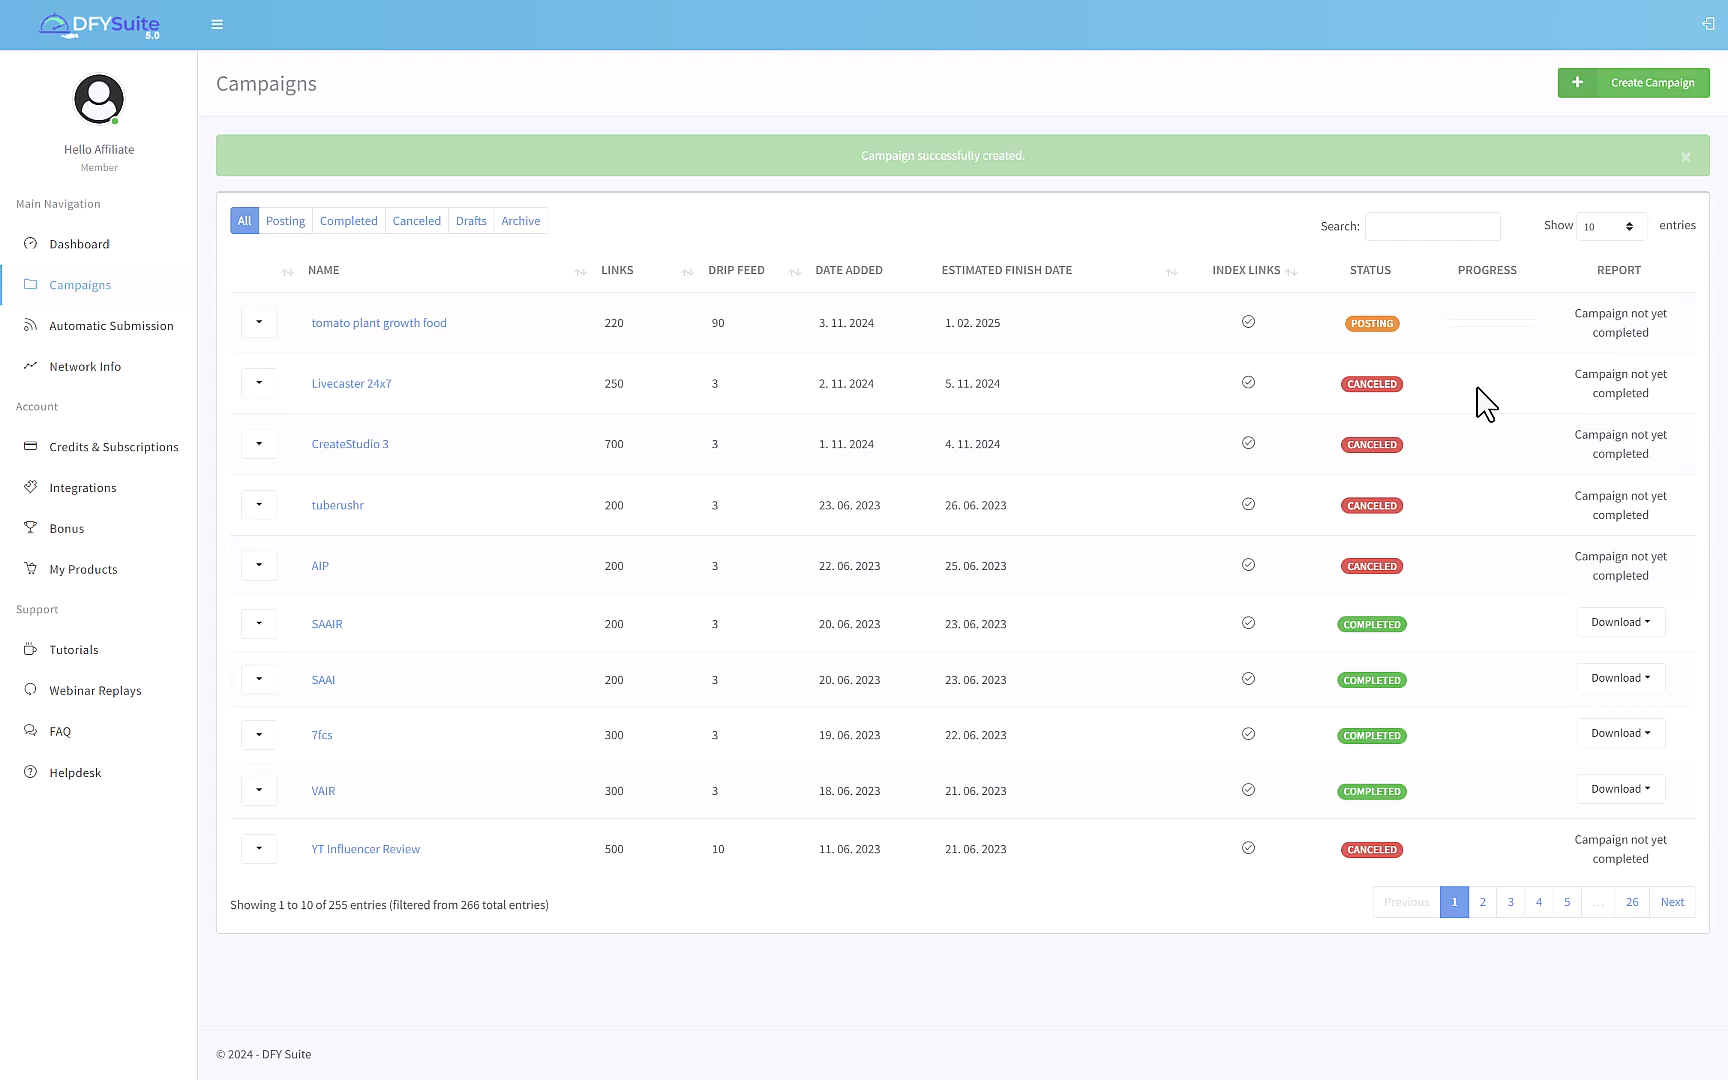 DFYSuite
5.0
Hello Affiliate
Member
Main Navigation
Dashboard
Campaigns
Automatic Submission
Network Info
Account
Credits & Subscriptions
Integrations
Bonus
My Products
Support
Tutorials
Webinar Replays
FAQ
Helpdesk
Campaigns
Create Campaign
Campaign successfully created.
All Posting Completed Canceled Drafts Archive
Search: Show 10 entries
NAME LINKS DRIP FEED DATE ADDED ESTIMATED FINISH DATE INDEX LINKS STATUS PROGRESS REPORT
tomato plant growth food 220 90 3. 11. 2024 1. 02. 2025 POSTING Campaign not yet
completed
Livecaster 24x7 250 3 2. 11. 2024 5. 11. 2024 CANCELED Campaign not yet
completed
CreateStudio 3 700 3 1. 11. 2024 4. 11. 2024 CANCELED Campaign not yet
completed
tuberushr 200 3 23. 06. 2023 26. 06. 2023 CANCELED Campaign not yet
completed
AIP 200 3 22. 06. 2023 25. 06. 2023 CANCELED Campaign not yet
completed
SAAIR 200 3 20. 06. 2023 23. 06. 2023 COMPLETED Download
SAAI 200 3 20. 06. 2023 23. 06. 2023 COMPLETED Download
7fcs 300 3 19. 06. 2023 22. 06. 2023 COMPLETED Download
VAIR 300 3 18. 06. 2023 21. 06. 2023 COMPLETED Download
YT Influencer Review 500 10 11. 06. 2023 21. 06. 2023 CANCELED Campaign not yet
completed
Showing 1 to 10 of 255 entries (filtered from 266 total entries)
Previous 1 2 3 4 5 ... 26 Next
© 2024 - DFY Suite